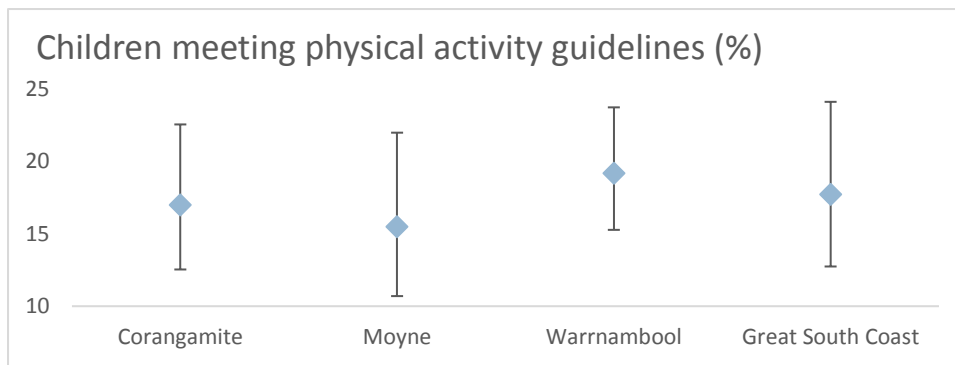 Children meeting physical activity guidelines (%)
25
20
15
10
Corangamite Moyne Warrnambool Great South Coast